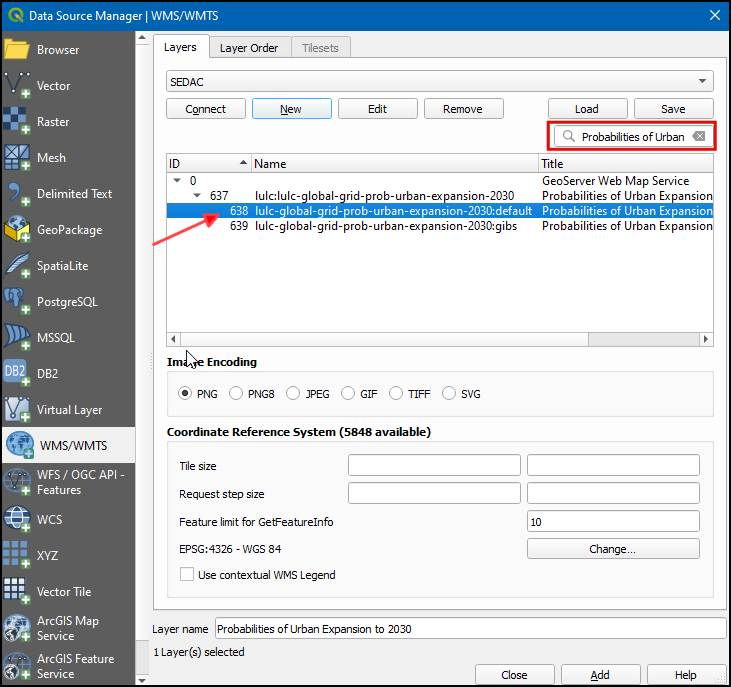 Data Source Manager | WMS/WMTS
Browser
Vector
Raster
Mesh
Delimited Text
GeoPackage
SpatiaLite
PostgreSQL
MSSQL
DB2
DB2
Virtual Layer
WMS/WMTS
WFS / OGC API -
Features
WCS
XYZ
Vector Tile
ArcGIS Map
Service
ArcGIS Feature
Service
Layers Layer Order Tilesets
SEDAC
Connect New Edit Remove Load Save
Probabilities of Urban
ID Name Title
0 GeoServer Web Map Service
637 lulc:lulc-global-grid-prob-urban-expansion-2030 Probabilities of Urban Expansion
638 lulc-global-grid-prob-urban-expansion-2030:default Probabilities of Urban Expansion
639 lulc-global-grid-prob-urban-expansion-2030:gibs Probabilities of Urban Expansion
Image Encoding
PNG PNG8 JPEG GIF TIFF SVG
Coordinate Reference System (5848 available)
Tile size
Request step size
Feature limit for GetFeatureInfo 10
EPSG:4326 - WGS 84 Change...
Use contextual WMS Legend
Layer name Probabilities of Urban Expansion to 2030
1 Layer(s) selected
Close Add Help